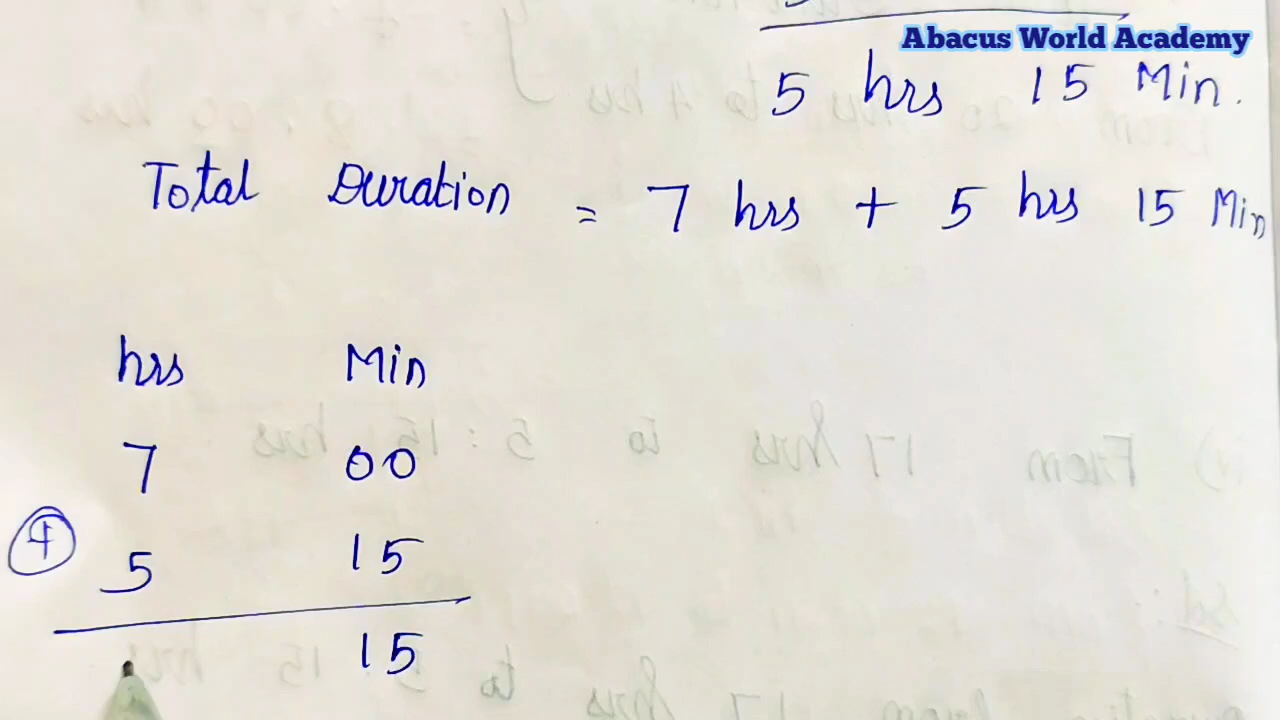 Abacus World Academy
5 hrs 15 Min.
Total Duration = 7 hrs + 5 hrs 15 Min
hrs Min
7 00
+ 5 15
15